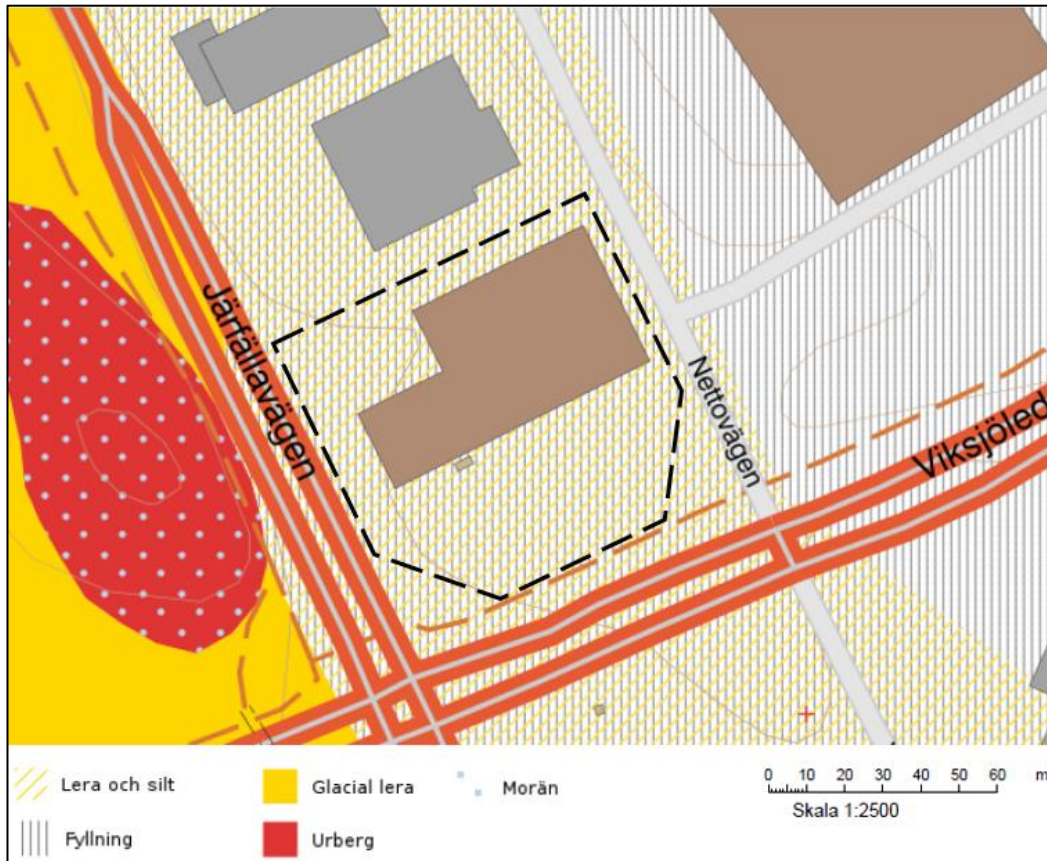 Järfällavägen
Nettovägen
Viksjöled
Lera och silt
Glacial lera
Morän
Fyllning
Urberg
0 10 20 30 40 50 60 m
Skala 1:2500